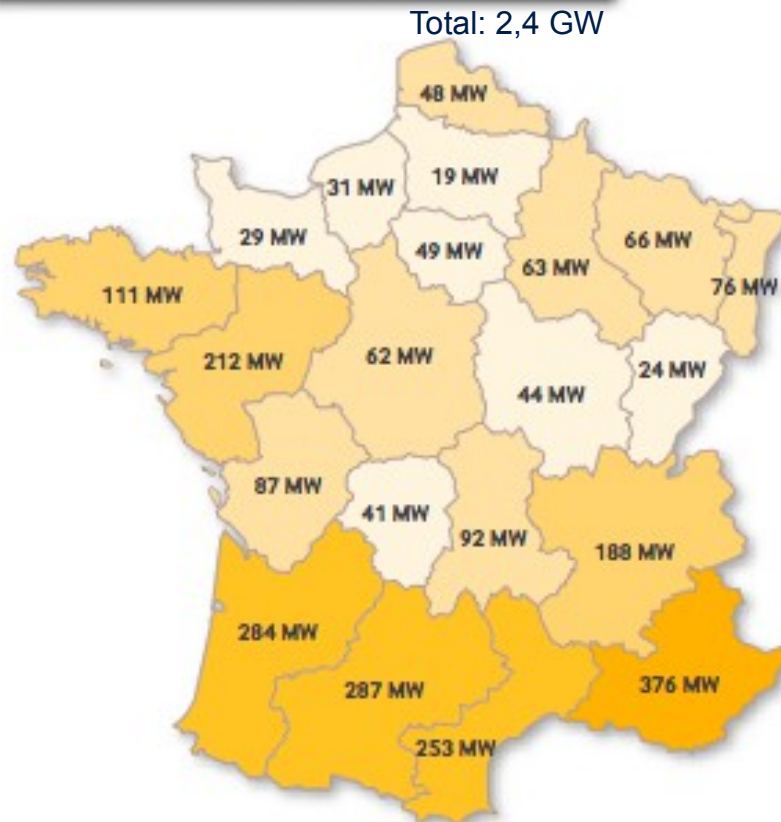 Total: 2,4 GW
48 MW
31 MW
19 MW
29 MW
49 MW
66 MW
63 MW
76 MW
111 MW
212 MW
62 MW
24 MW
44 MW
87 MW
41 MW
92 MW
188 MW
284 MW
287 MW
376 MW
253 MW